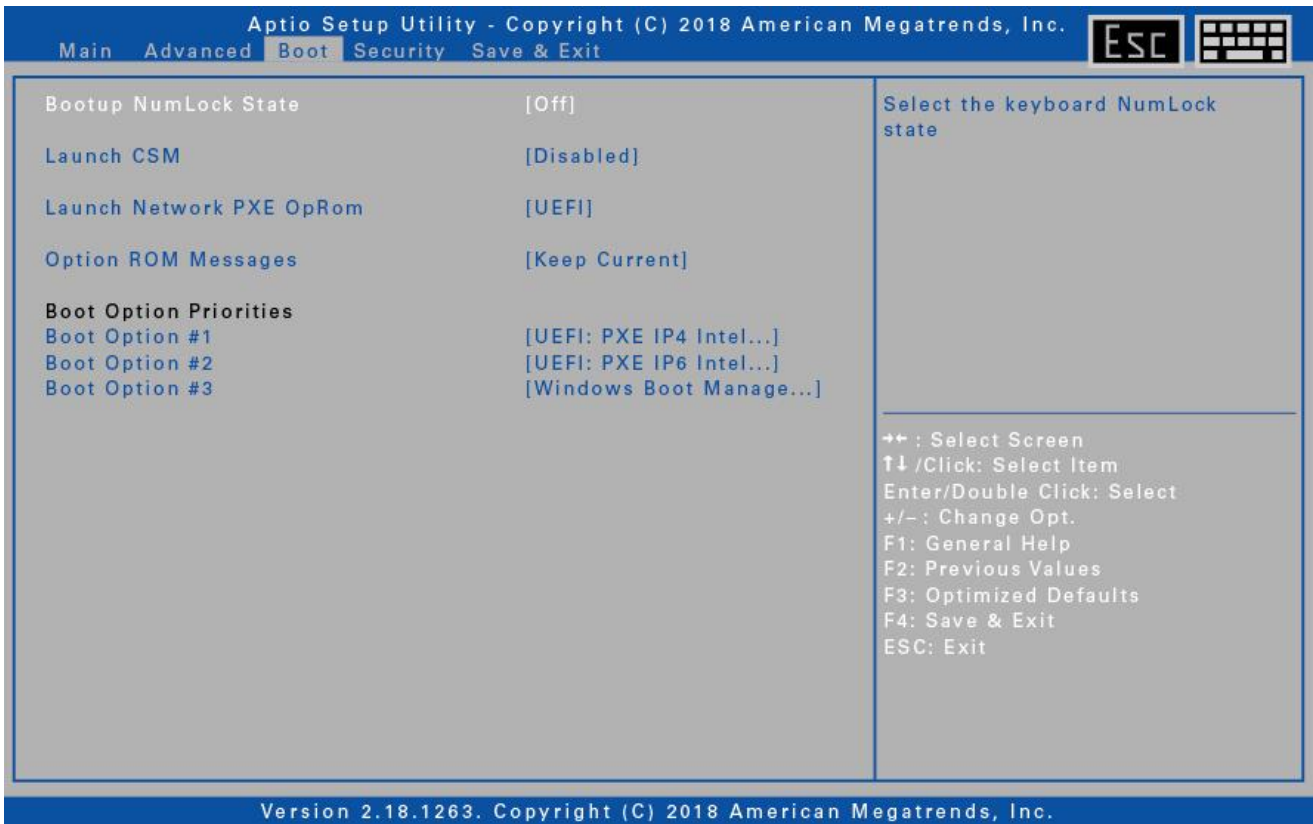 Aptio Setup Utility - Copyright (C) 2018 American Megatrends, Inc.
Esc
Main Advanced Boot Security Save & Exit
Bootup NumLock State [Off]
Launch CSM [Disabled]
Launch Network PXE OpRom [UEFI]
Option ROM Messages [Keep Current]
Boot Option Priorities
Boot Option #1 [UEFI: PXE IP4 Intel...]
Boot Option #2 [UEFI: PXE IP6 Intel...]
Boot Option #3 [Windows Boot Manage...]
Select the keyboard NumLock
state
→←: Select Screen
↑↓/Click: Select Item
Enter/Double Click: Select
+/–: Change Opt.
F1: General Help
F2: Previous Values
F3: Optimized Defaults
F4: Save & Exit
ESC: Exit
Version 2.18.1263. Copyright (C) 2018 American Megatrends, Inc.